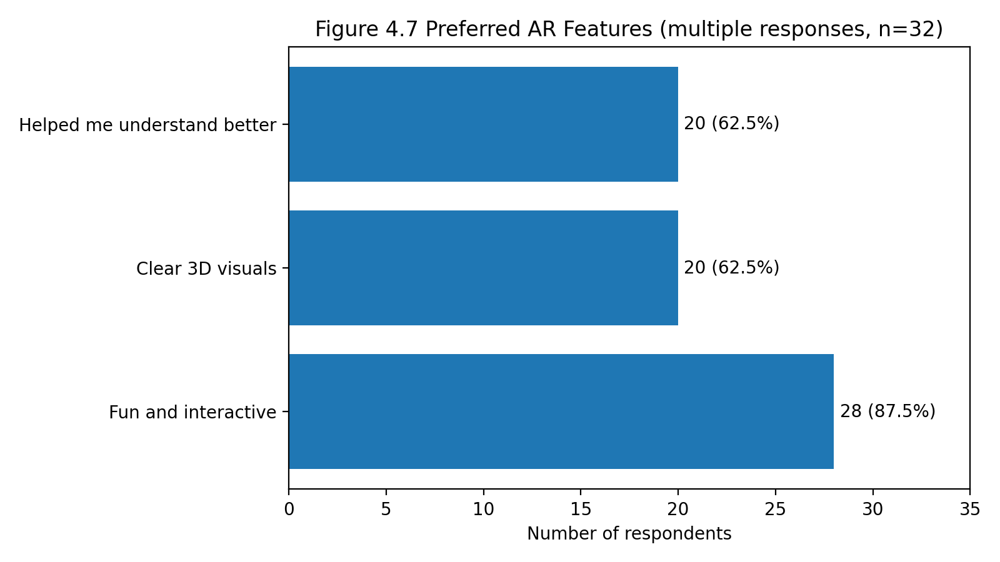 Figure 4.7 Preferred AR Features (multiple responses, n=32)
Helped me understand better
20 (62.5%)
Clear 3D visuals
20 (62.5%)
Fun and interactive
28 (87.5%)
0 5 10 15 20 25 30 35
Number of respondents